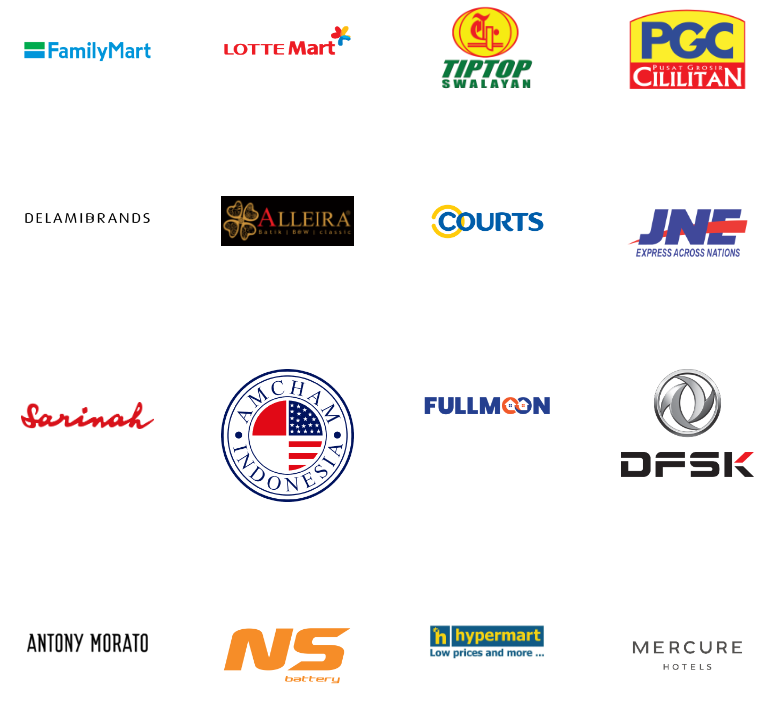 FamilyMart
LOTTE Mart
TIPTOP
SWALAYAN
PGC
PUSAT GROSIR
CILILITAN
DELAMIBRANDS
ALLEIRA®
Batik | BnW | classic
COURTS
JNE
EXPRESS ACROSS NATIONS
Sarinah
AMCHAM
INDONESIA
FULLMOON
DFSK
ANTONY MORATO
NS
battery
h hypermart
Low prices and more ...
MERCURE
HOTELS